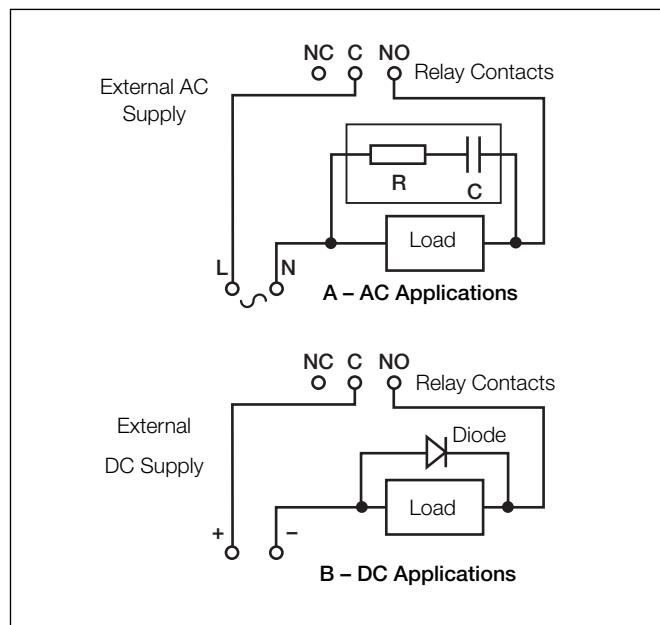 NC C NO
Relay Contacts
External AC
Supply
R
C
Load
L N
A – AC Applications
NC C NO
Relay Contacts
External
DC Supply
Diode
Load
+ –
B – DC Applications